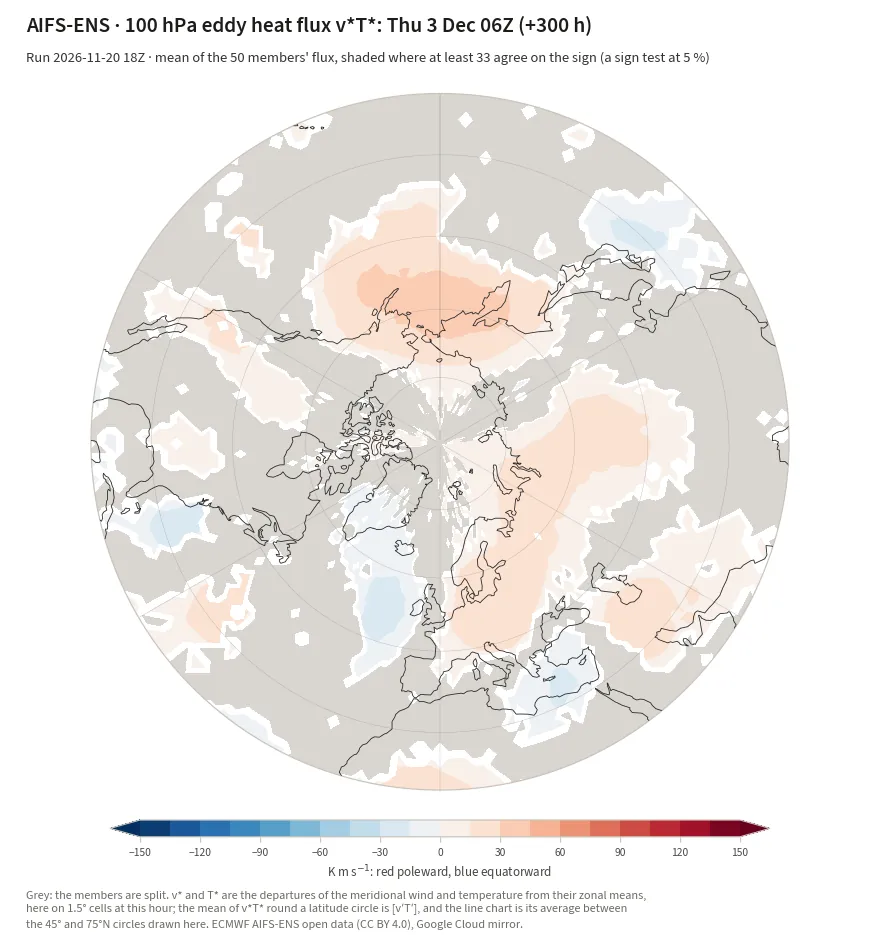 AIFS-ENS · 100 hPa eddy heat flux v*T*: Thu 3 Dec 06Z (+300 h)
Run 2026-11-20 18Z · mean of the 50 members' flux, shaded where at least 33 agree on the sign (a sign test at 5 %)
−150 −120 −90 −60 −30 0 30 60 90 120 150
K m s⁻¹: red poleward, blue equatorward
Grey: the members are split. v* and T* are the departures of the meridional wind and temperature from their zonal means,
here on 1.5° cells at this hour; the mean of v*T* round a latitude circle is [v′T′], and the line chart is its average between
the 45° and 75°N circles drawn here. ECMWF AIFS-ENS open data (CC BY 4.0), Google Cloud mirror.